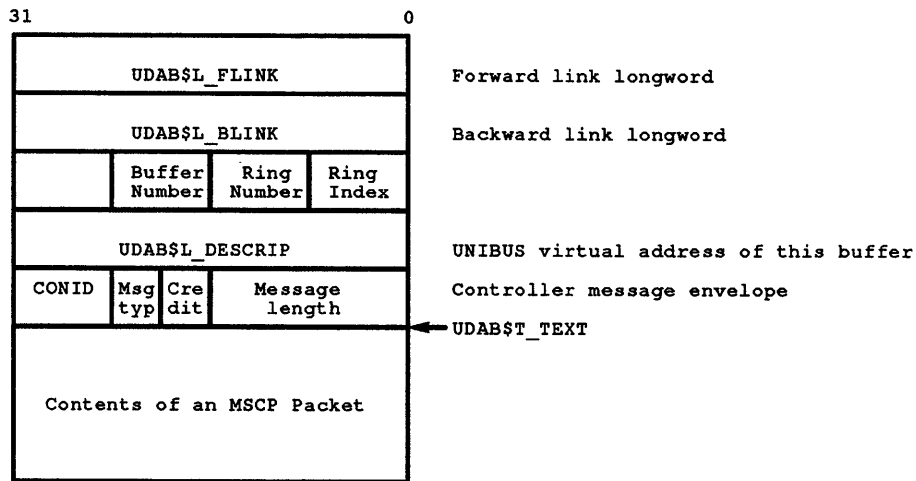 31 0
UDAB$L_FLINK Forward link longword
UDAB$L_BLINK Backward link longword
Buffer Ring Ring
Number Number Index
UDAB$L_DESCRIP UNIBUS virtual address of this buffer
CONID Msg Cre Message Controller message envelope
typ dit length
UDAB$T_TEXT
Contents of an MSCP Packet